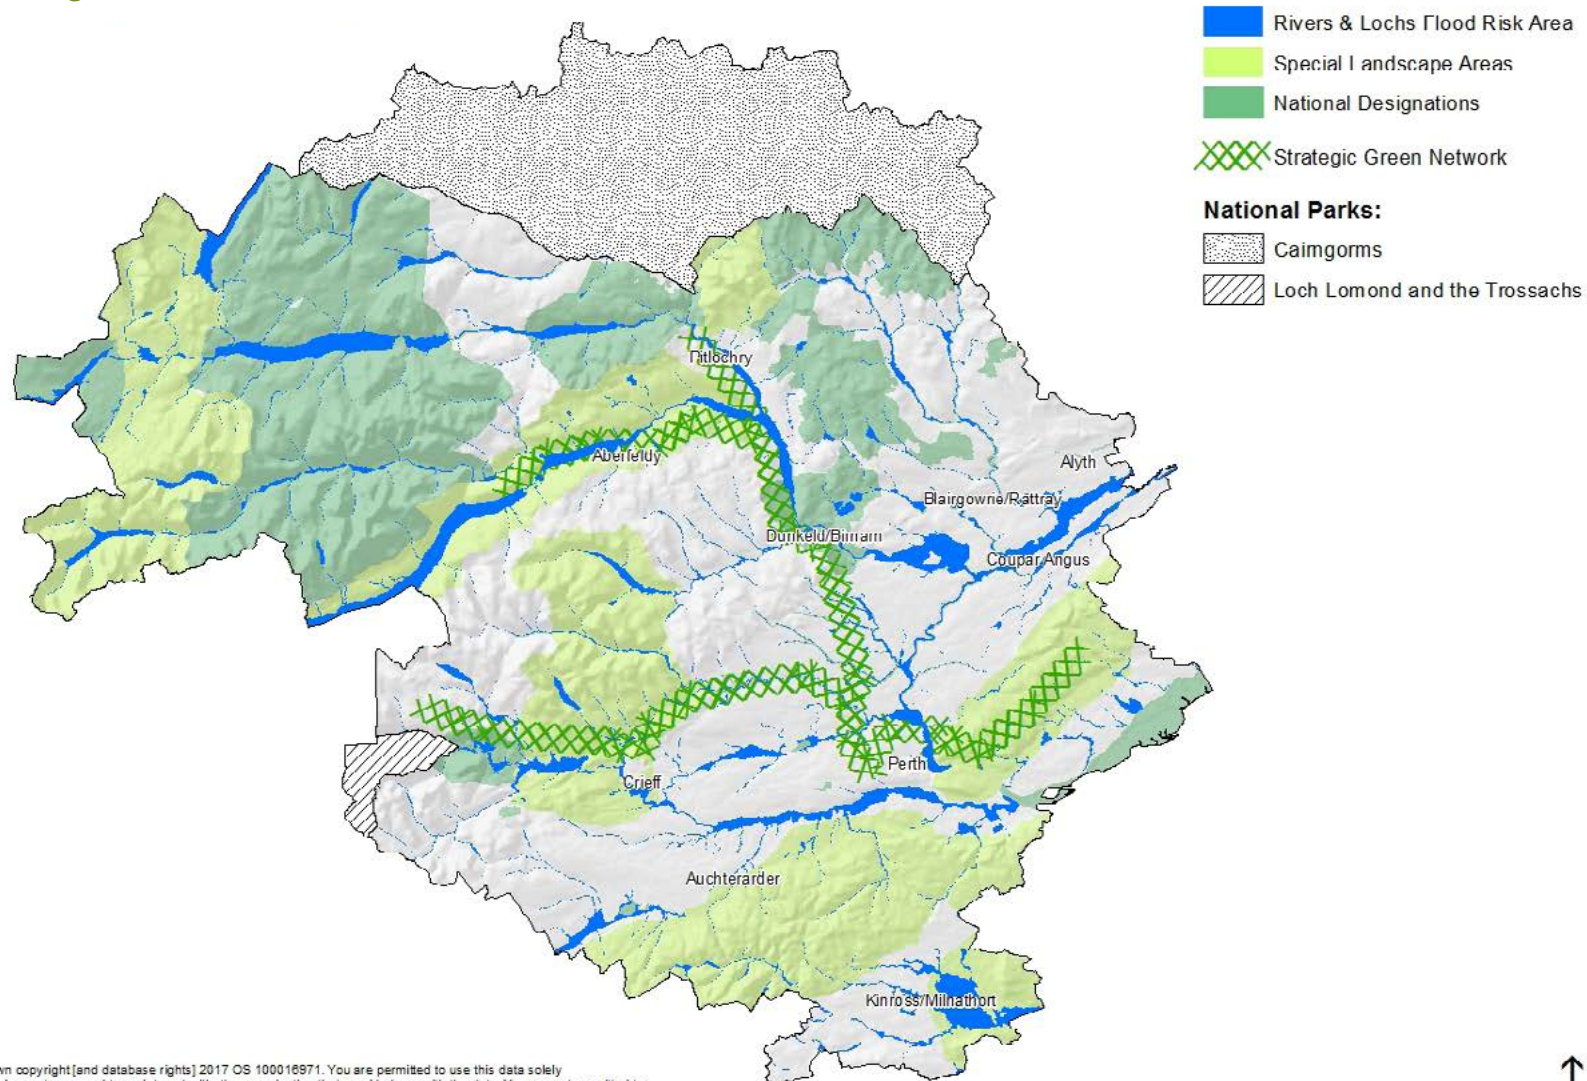 Rivers & Lochs Flood Risk Area
Special Landscape Areas
National Designations
Strategic Green Network
National Parks:
Cairngorms
Loch Lomond and the Trossachs
Pitlochry
Aberfeldy
Alyth
Blairgowrie/Rattray
Dunkeld/Birnam
Coupar Angus
Perth
Crieff
Auchterarder
Kinross/Milnathort
copyright [and database rights] 2017 OS 100016971. You are permitted to use this data solely